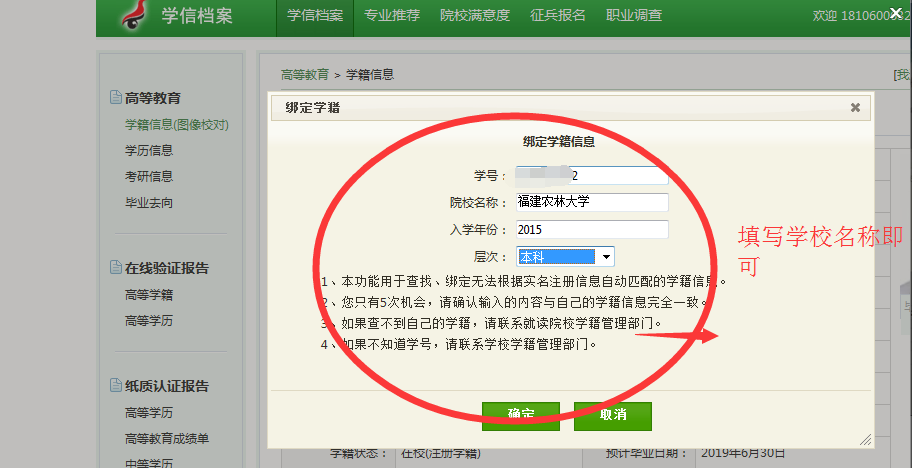 学信档案
学信档案 专业推荐 院校满意度 征兵报名 职业调查
高等教育 > 学籍信息
绑定学籍
绑定学籍信息
学号： 2
院校名称： 福建农林大学
入学年份： 2015
层次： 本科
1、本功能用于查找、绑定无法根据实名注册信息自动匹配的学籍信息。
2、您只有5次机会，请确认输入的内容与自己的学籍信息完全一致。
3、如果查不到自己的学籍，请联系就读院校学籍管理部门。
4、如果不知道学号，请联系学校学籍管理部门。
确定 取消
填写学校名称即
可
高等教育
学籍信息(图像校对)
学历信息
考研信息
毕业去向
在线验证报告
高等学籍
高等学历
纸质认证报告
高等学历
高等教育成绩单
中等学历
学籍状态： 在校(注册学籍) 预计毕业日期： 2019年6月30日